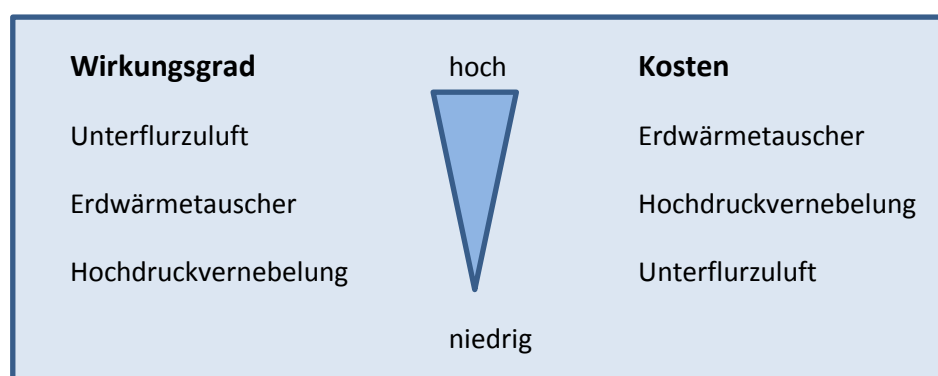 Wirkungsgrad hoch Kosten
Unterflurzuluft Erdwärmetauscher
Erdwärmetauscher Hochdruckvernebelung
Hochdruckvernebelung Unterflurzuluft
niedrig